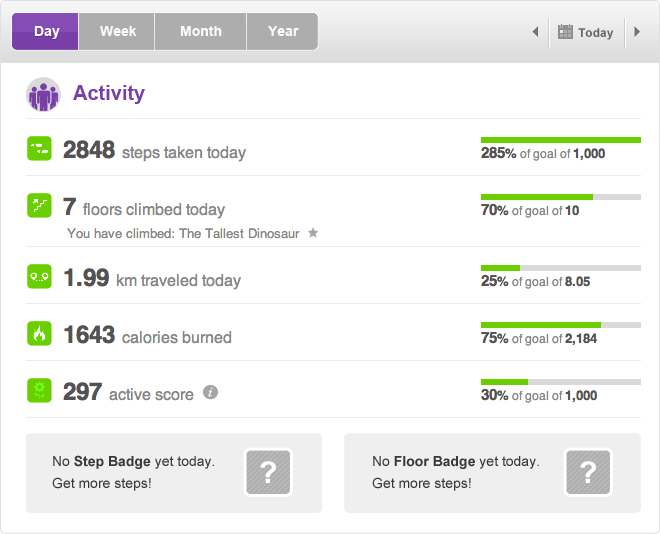 Day Week Month Year Today
Activity
2848 steps taken today
285% of goal of 1,000
7 floors climbed today
70% of goal of 10
You have climbed: The Tallest Dinosaur
1.99 km traveled today
25% of goal of 8.05
1643 calories burned
75% of goal of 2,184
297 active score i
30% of goal of 1,000
No Step Badge yet today.
Get more steps!
?
No Floor Badge yet today.
Get more steps!
?